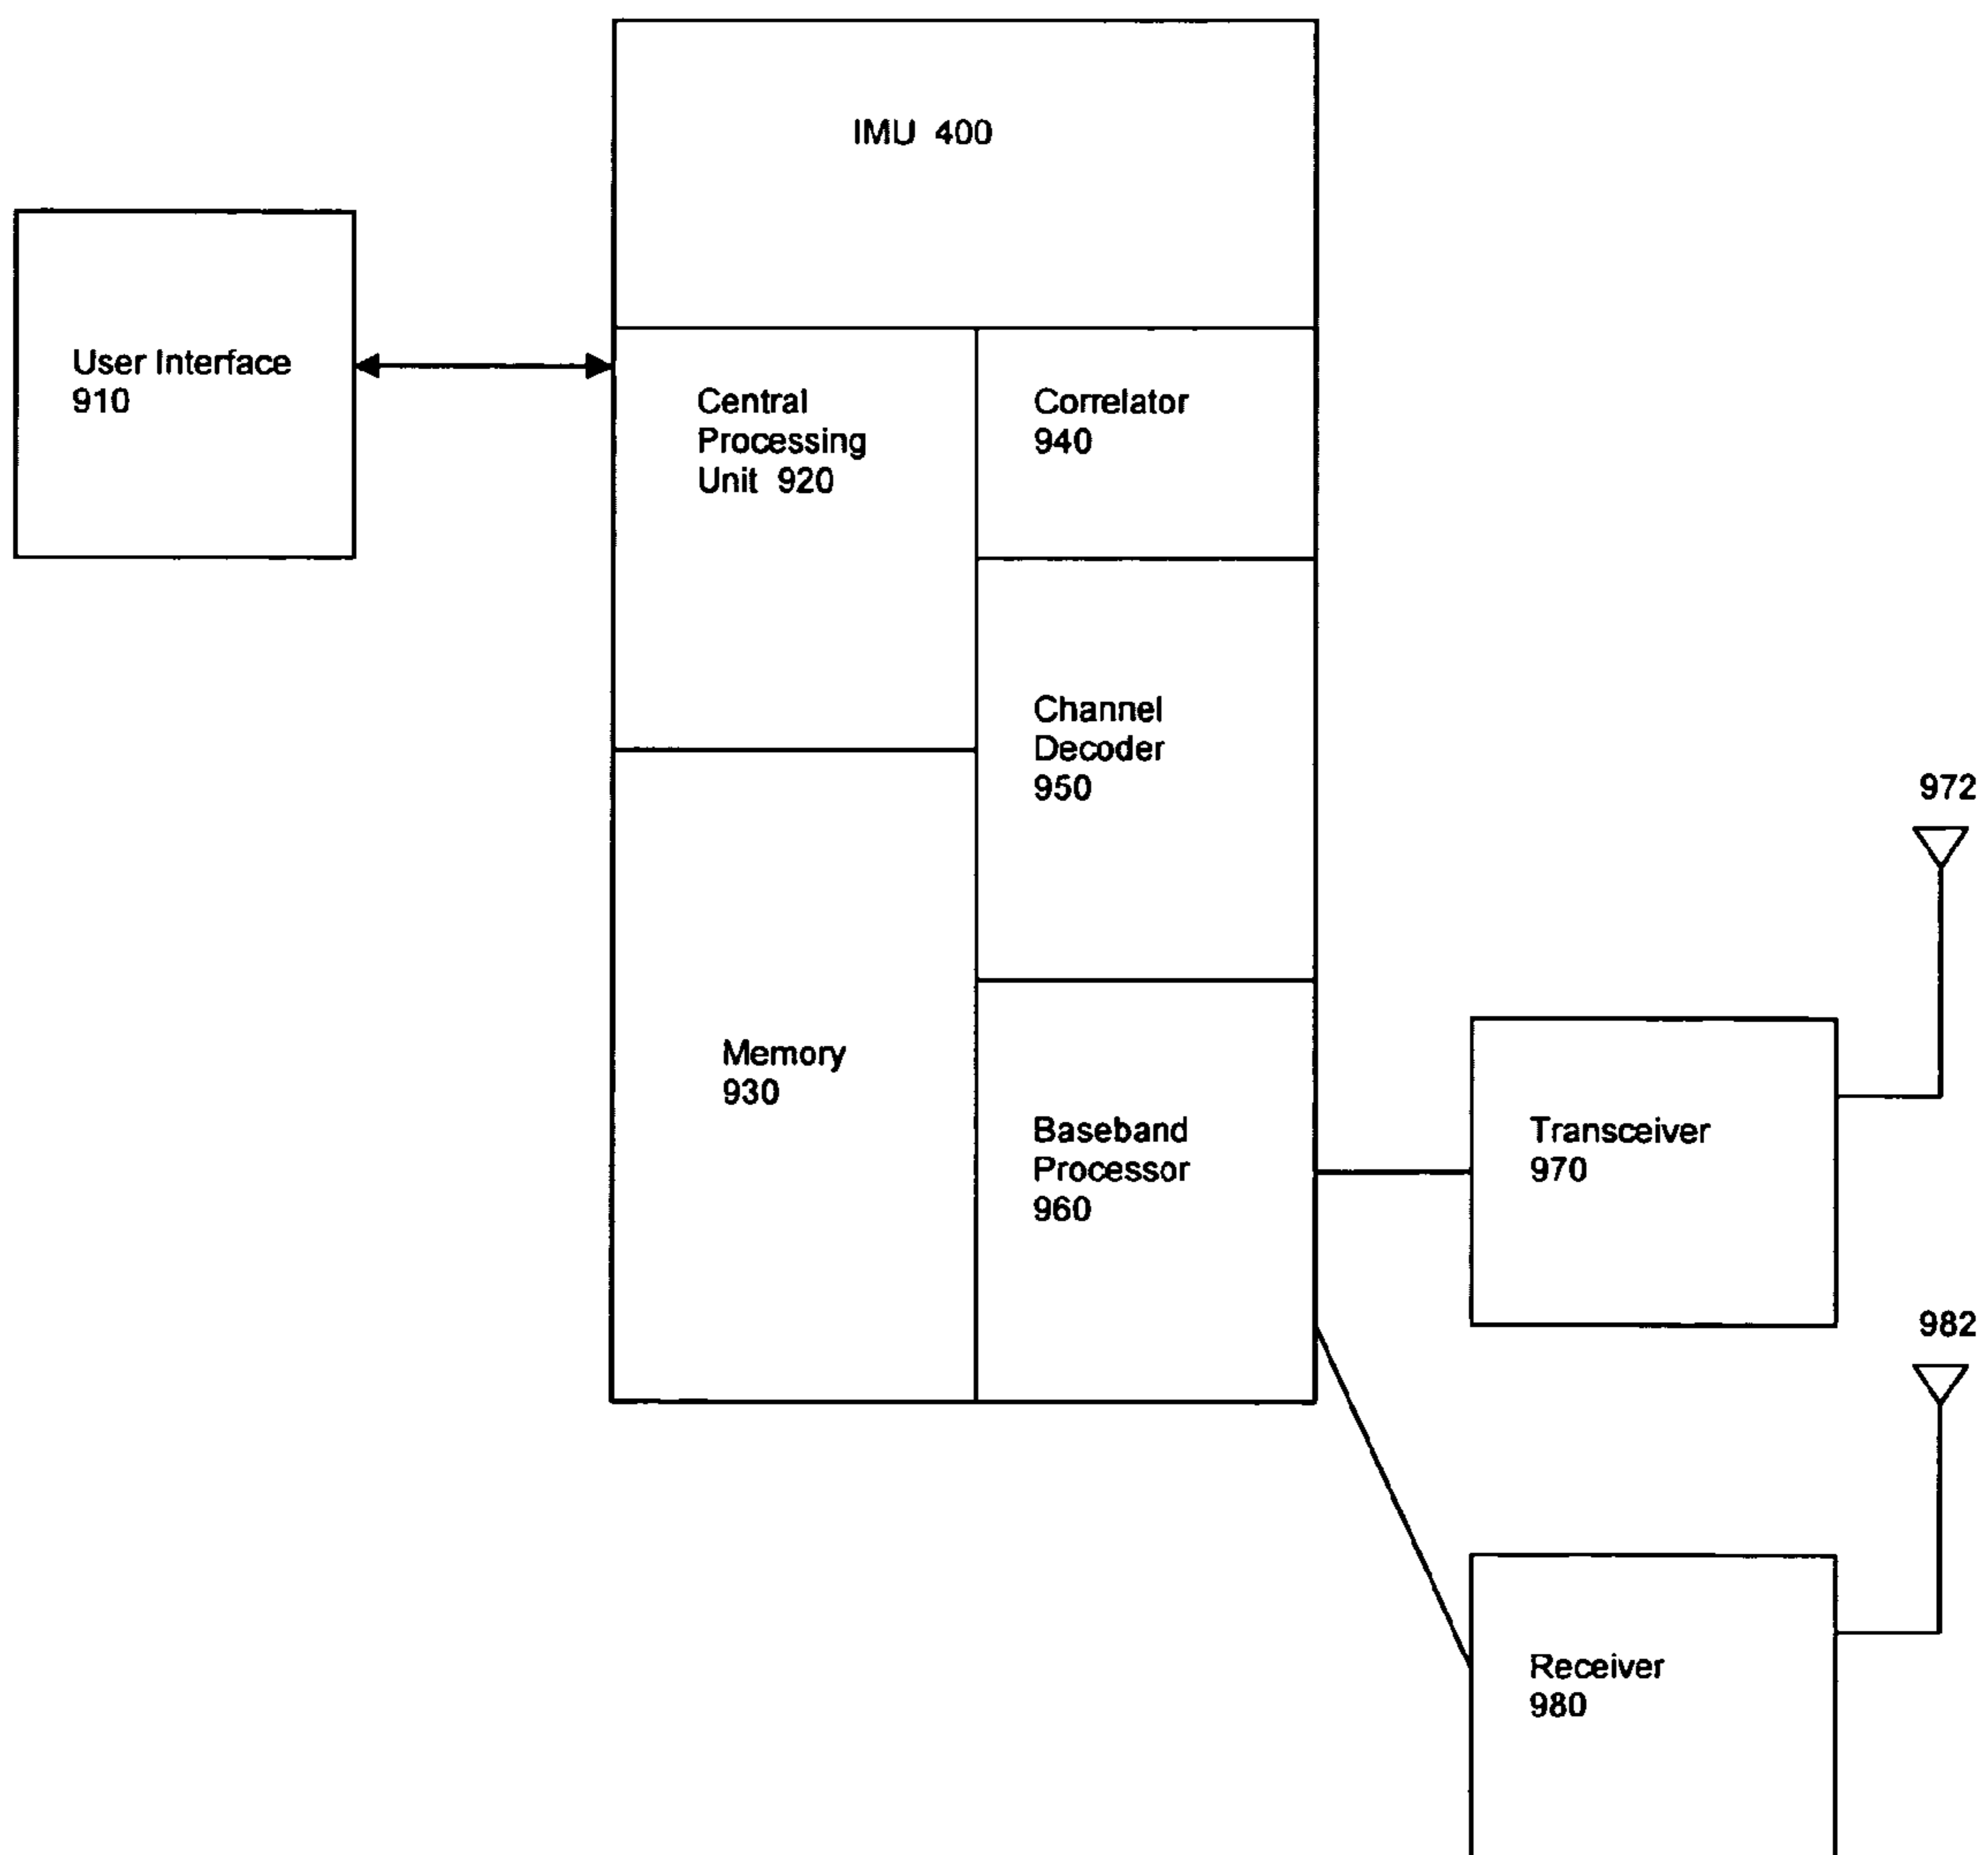 IMU 400
User Interface
910
Central
Processing
Unit 920
Correlator
940
Channel
Decoder
950
972
Memory
930
Baseband
Processor
960
Transceiver
970
982
Receiver
980